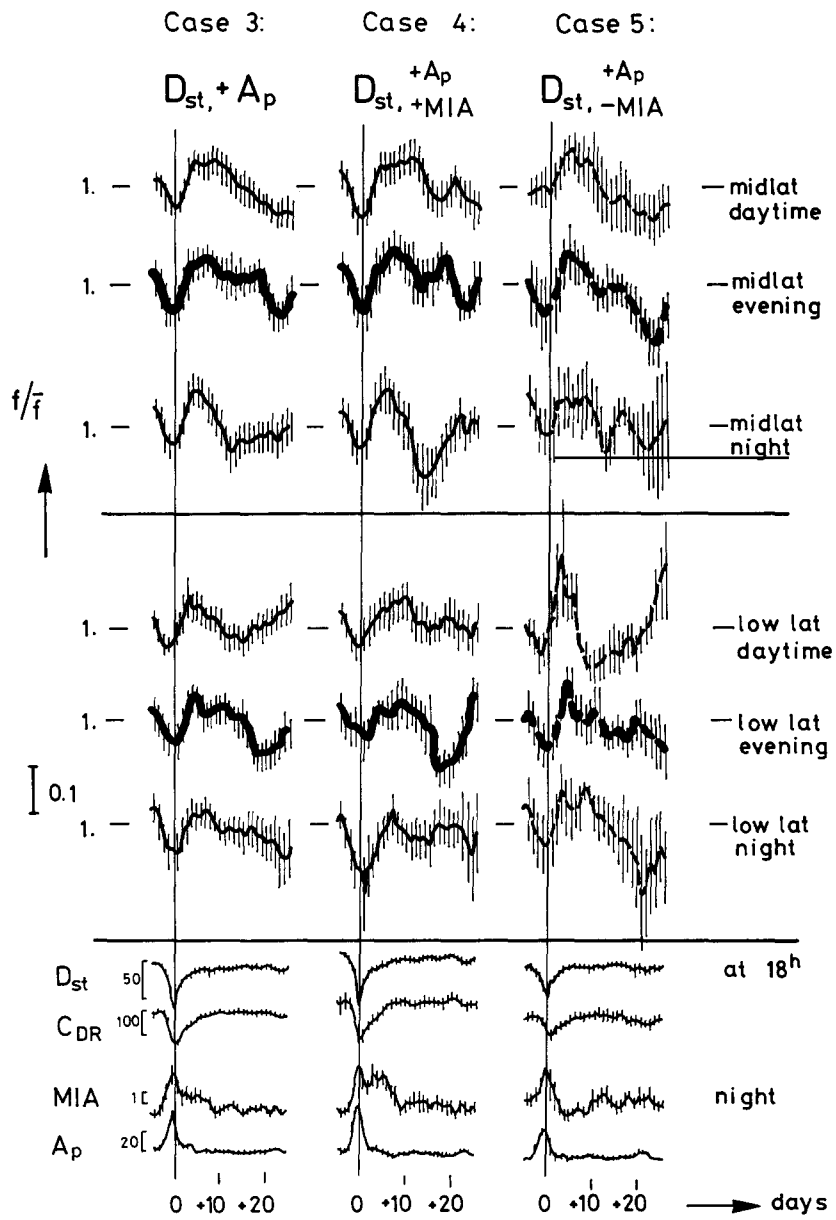 Case 3: Case 4: Case 5:
Dst, + Ap Dst, +Ap +MIA Dst, +Ap -MIA
1. midlat daytime
1. midlat evening
f/f̄
1. midlat night
1. low lat daytime
1. low lat evening
0.1
1. low lat night
Dst 50 at 18h
CDR 100
MIA 1 night
Ap 20
0 +10 +20 0 +10 +20 0 +10 +20 days